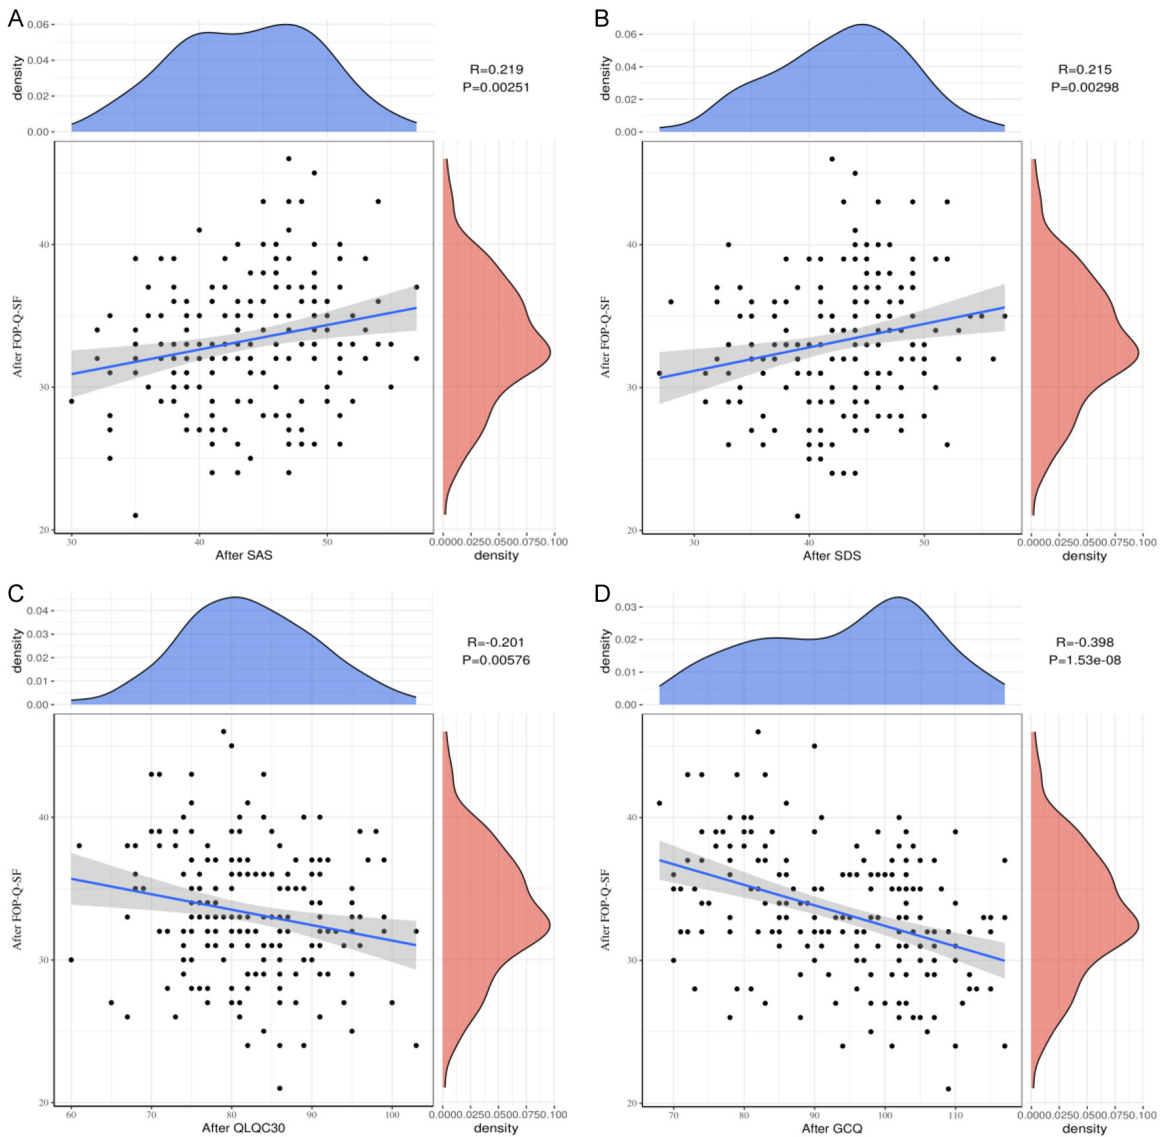 A
density
0.06
0.04
0.02
0.00
R=0.219
P=0.00251
After FOP-Q-SF
40
30
20
30 40 50
After SAS
0.0000.0250.0500.0750.100
density
B
density
0.06
0.04
0.02
0.00
R=0.215
P=0.00298
After FOP-Q-SF
40
30
20
30 40 50
After SDS
0.0000.0250.0500.0750.100
density
C
density
0.04
0.03
0.02
0.01
0.00
R=-0.201
P=0.00576
After FOP-Q-SF
40
30
20
60 70 80 90 100
After QLQC30
0.0000.0250.0500.0750.100
density
D
density
0.03
0.02
0.01
0.00
R=-0.398
P=1.53e-08
After FOP-Q-SF
40
30
20
70 80 90 100 110
After GCQ
0.0000.0250.0500.0750.100
density